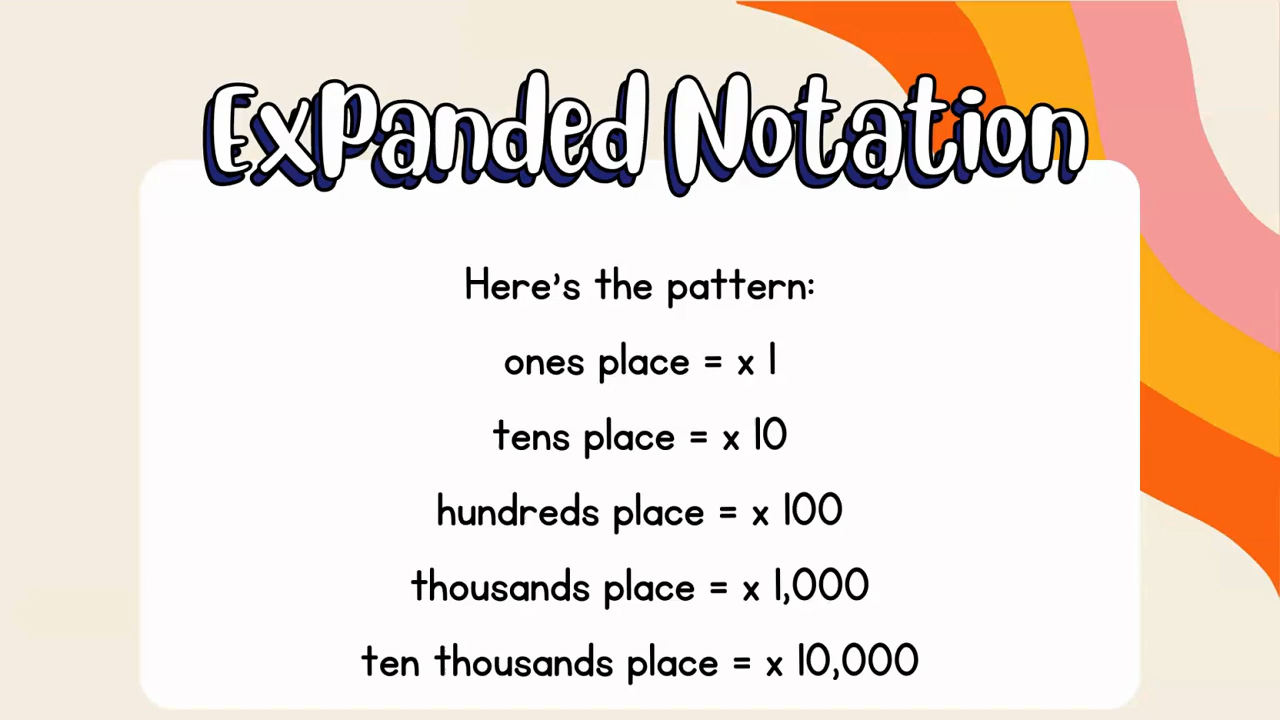 Expanded Notation
Here's the pattern:
ones place = x 1
tens place = x 10
hundreds place = x 100
thousands place = x 1,000
ten thousands place = x 10,000